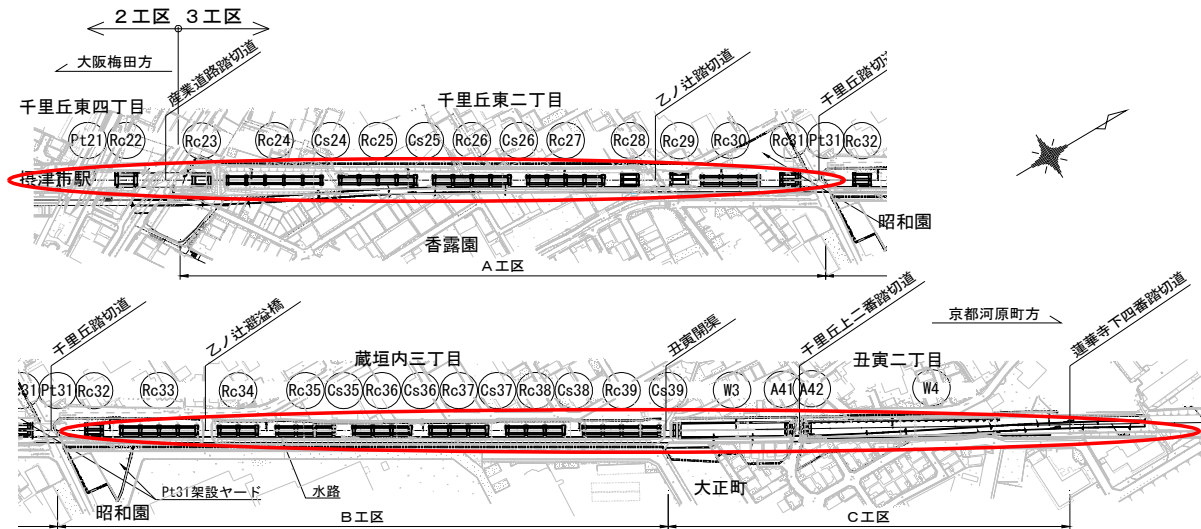 2工区 3工区
大阪梅田方
産業道路踏切道
乙ノ辻踏切道
千里丘踏切
千里丘東四丁目
千里丘東二丁目
Pt21 Rc22 Rc23 Rc24 Cs24 Rc25 Cs25 Rc26 Cs26 Rc27 Rc28 Rc29 Rc30 Rc31 Pt31 Rc32
摂津市駅
昭和園
香露園
A工区
千里丘踏切道
乙ノ辻避溢橋
丑寅開渠
千里丘上二番踏切道
京都河原町方
蓮華寺下四番踏切道
蔵垣内三丁目
丑寅二丁目
31 Pt31 Rc32 Rc33 Rc34 Rc35 Cs35 Rc36 Cs36 Rc37 Cs37 Rc38 Cs38 Rc39 Cs39 W3 A41 A42 W4
Pt31架設ヤード
水路
大正町
昭和園
B工区
C工区